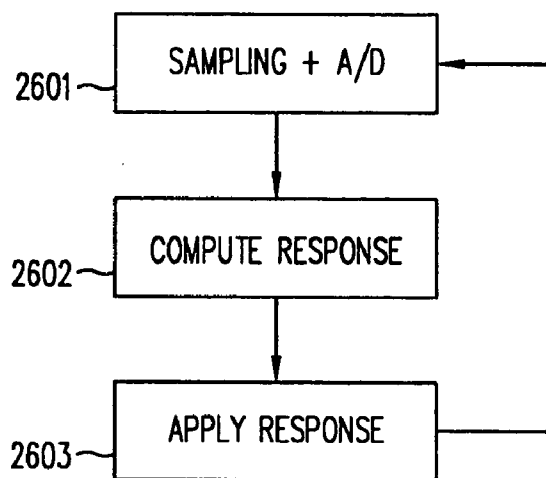 SAMPLING + A/D
2601
COMPUTE RESPONSE
2602
APPLY RESPONSE
2603